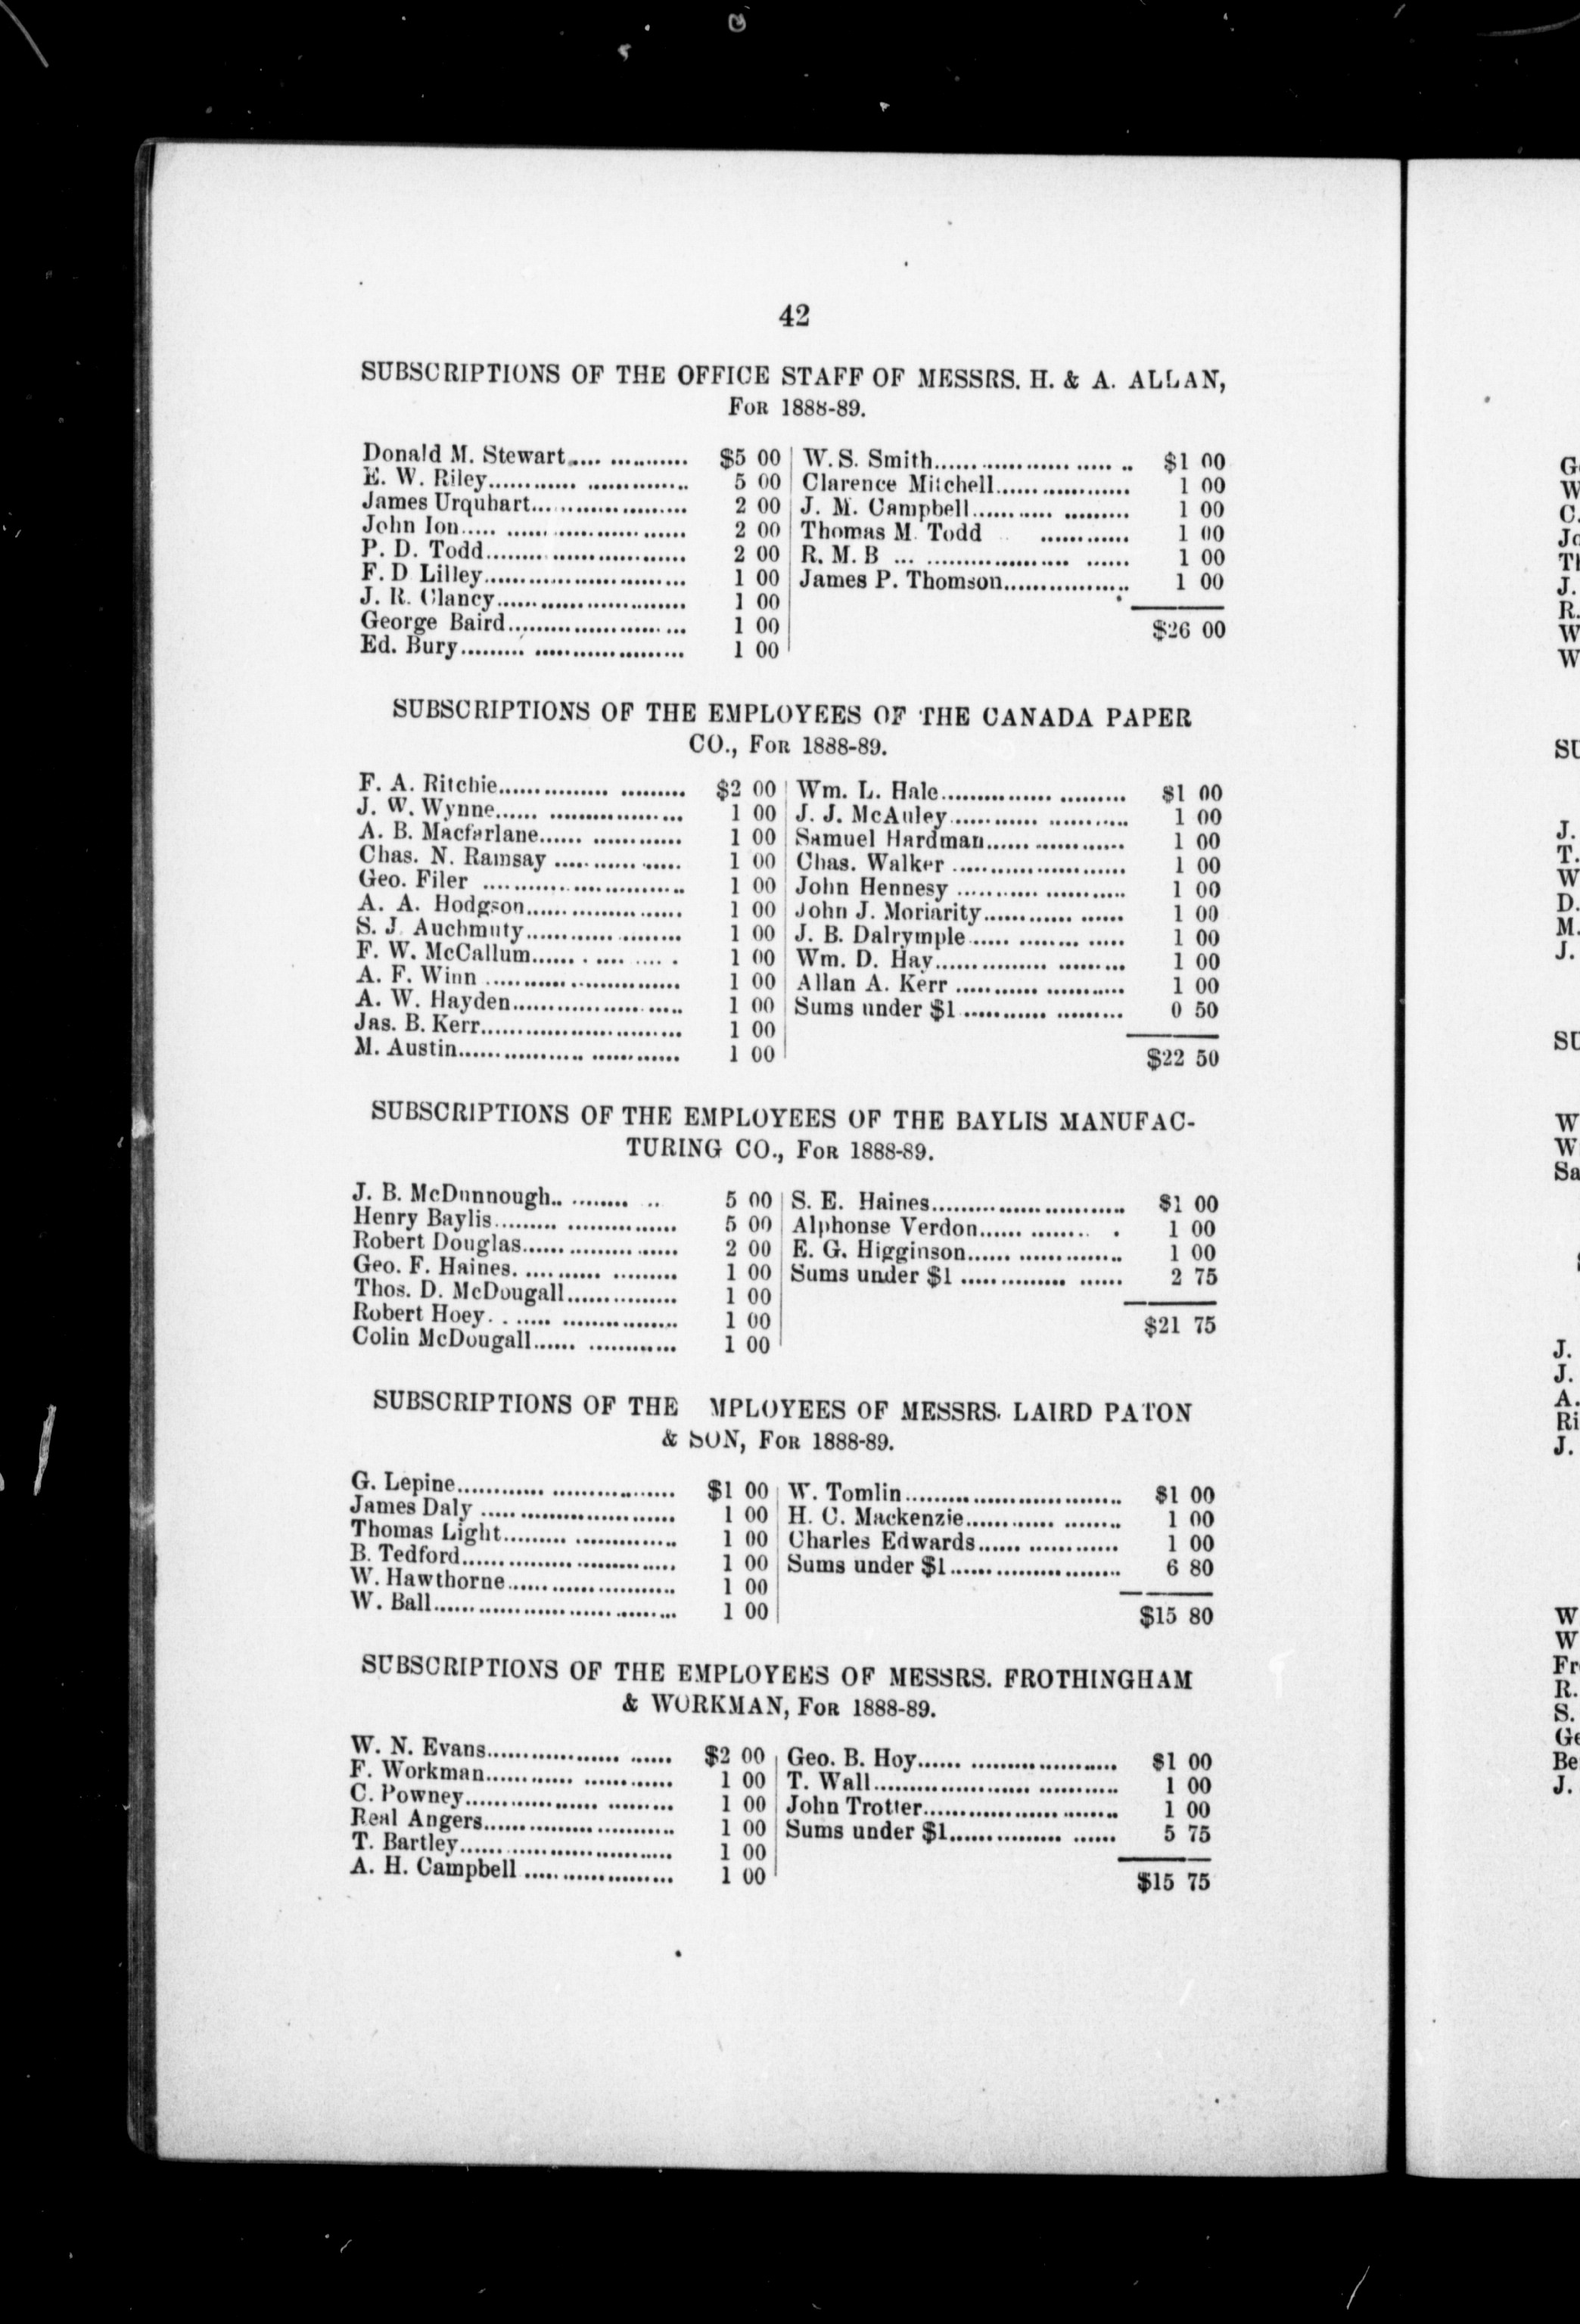 42
SUBSCRIPTIONS OF THE OFFICE STAFF OF MESSRS. H. & A. ALLAN,
FOR 1888-89.
Donald M. Stewart $5 00
E. W. Riley 5 00
James Urquhart 2 00
John Ion 2 00
P. D. Todd 2 00
F. D Lilley 1 00
J. R. Clancy 1 00
George Baird 1 00
Ed. Bury 1 00
W. S. Smith $1 00
Clarence Mitchell 1 00
J. M. Campbell 1 00
Thomas M. Todd 1 00
R. M. B 1 00
James P. Thomson 1 00
$26 00
SUBSCRIPTIONS OF THE EMPLOYEES OF THE CANADA PAPER
CO., FOR 1888-89.
F. A. Ritchie $2 00
J. W. Wynne 1 00
A. B. Macfarlane 1 00
Chas. N. Ramsay 1 00
Geo. Filer 1 00
A. A. Hodgson 1 00
S. J. Auchmuty 1 00
F. W. McCallum 1 00
A. F. Winn 1 00
A. W. Hayden 1 00
Jas. B. Kerr 1 00
M. Austin 1 00
Wm. L. Hale $1 00
J. J. McAuley 1 00
Samuel Hardman 1 00
Chas. Walker 1 00
John Hennesy 1 00
John J. Moriarity 1 00
J. B. Dalrymple 1 00
Wm. D. Hay 1 00
Allan A. Kerr 1 00
Sums under $1 0 50
$22 50
SUBSCRIPTIONS OF THE EMPLOYEES OF THE BAYLIS MANUFAC-
TURING CO., FOR 1888-89.
J. B. McDunnough 5 00
Henry Baylis 5 00
Robert Douglas 2 00
Geo. F. Haines 1 00
Thos. D. McDougall 1 00
Robert Hoey 1 00
Colin McDougall 1 00
S. E. Haines $1 00
Alphonse Verdon 1 00
E. G. Higginson 1 00
Sums under $1 2 75
$21 75
SUBSCRIPTIONS OF THE MPLOYEES OF MESSRS. LAIRD PATON
& SON, FOR 1888-89.
G. Lepine $1 00
James Daly 1 00
Thomas Light 1 00
B. Tedford 1 00
W. Hawthorne 1 00
W. Ball 1 00
W. Tomlin $1 00
H. C. Mackenzie 1 00
Charles Edwards 1 00
Sums under $1 6 80
$15 80
SUBSCRIPTIONS OF THE EMPLOYEES OF MESSRS. FROTHINGHAM
& WORKMAN, FOR 1888-89.
W. N. Evans $2 00
F. Workman 1 00
C. Powney 1 00
Real Angers 1 00
T. Bartley 1 00
A. H. Campbell 1 00
Geo. B. Hoy $1 00
T. Wall 1 00
John Trotter 1 00
Sums under $1 5 75
$15 75